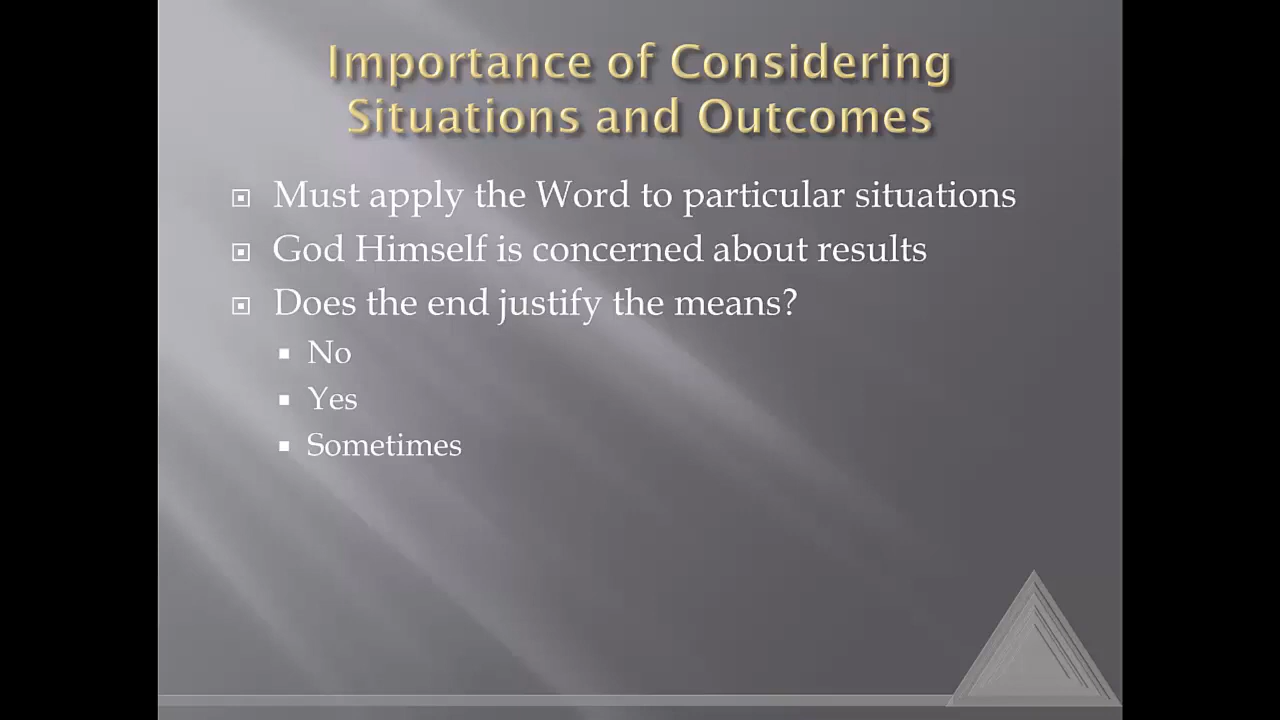 Importance of Considering
Situations and Outcomes
Must apply the Word to particular situations
God Himself is concerned about results
Does the end justify the means?
No
Yes
Sometimes